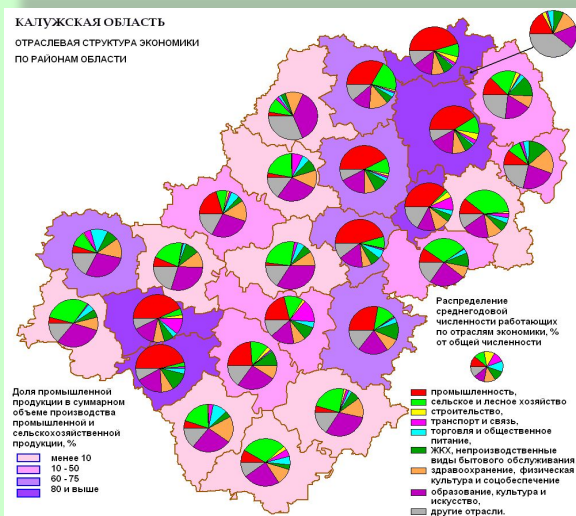 КАЛУЖСКАЯ ОБЛАСТЬ
ОТРАСЛЕВАЯ СТРУКТУРА ЭКОНОМИКИ
ПО РАЙОНАМ ОБЛАСТИ
Доля промышленной
продукции в суммарном
объеме производства
промышленной и
сельскохозяйственной
продукции, %
менее 10
10 - 50
60 - 75
80 и выше
Распределение
среднегодовой
численности работающих
по отраслям экономики, %
от общей численности
промышленность,
сельское и лесное хозяйство
строительство,
транспорт и связь,
торговля и общественное
питание,
ЖКХ, непроизводственные
виды бытового обслуживания
здравоохранение, физическая
культура и соцобеспечение
образование, культура и
искусство,
другие отрасли.